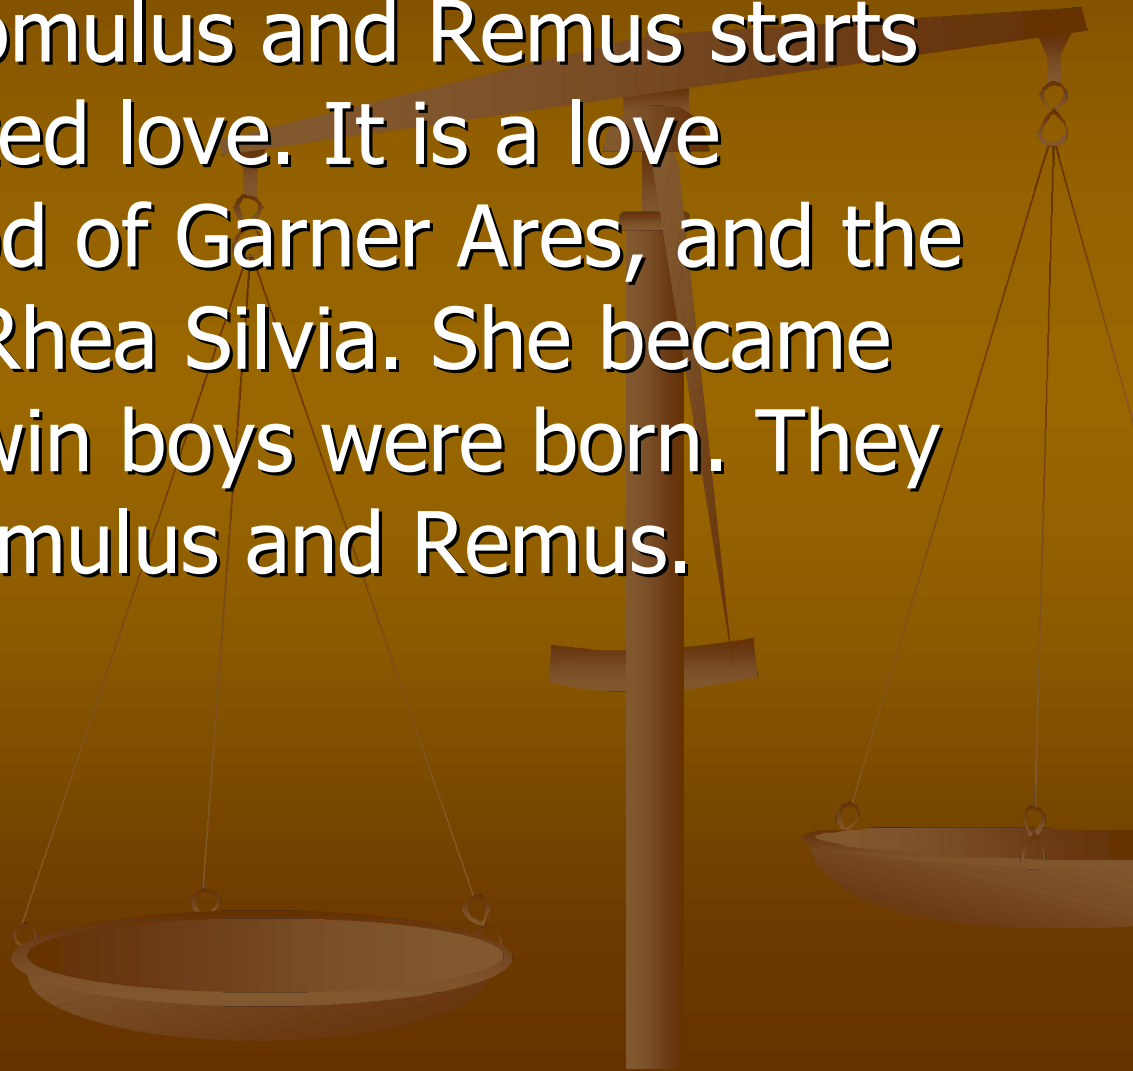 omulus and Remus starts
ed love. It is a love
d of Garner Ares, and the
Rhea Silvia. She became
win boys were born. They
mulus and Remus.